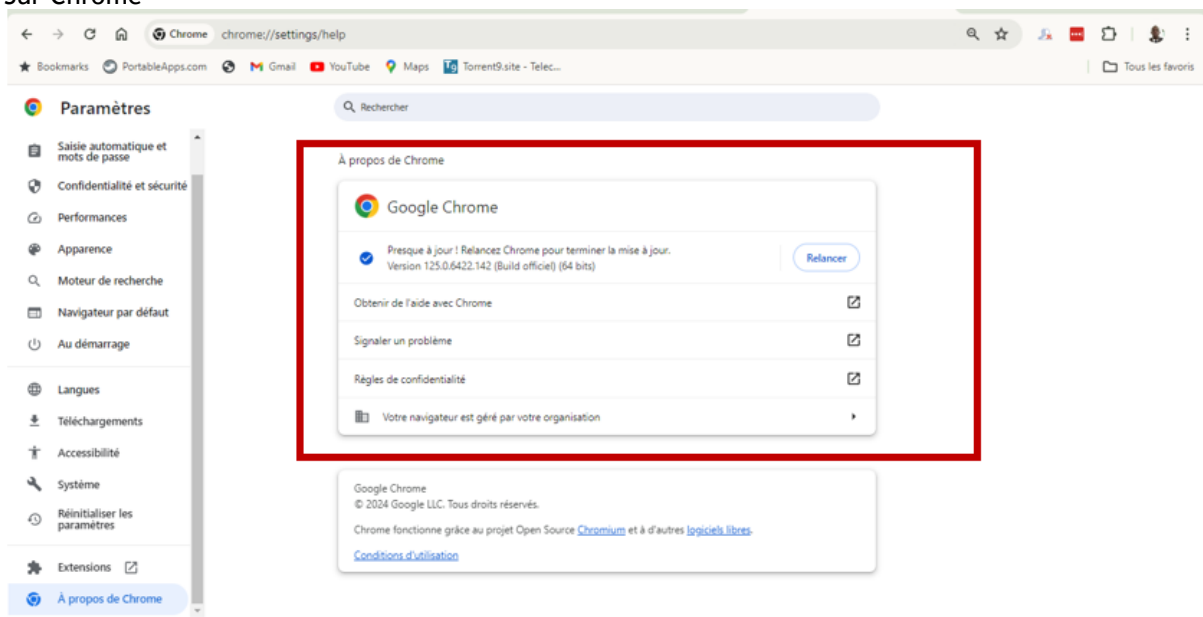 sur Chrome
Chrome chrome://settings/help
Bookmarks PortableApps.com Gmail YouTube Maps Torrent9.site - Telec... Tous les favoris
Paramètres
Rechercher
Saisie automatique et
mots de passe
Confidentialité et sécurité
Performances
Apparence
Moteur de recherche
Navigateur par défaut
Au démarrage
Langues
Téléchargements
Accessibilité
Système
Réinitialiser les
paramètres
Extensions
À propos de Chrome
À propos de Chrome
Google Chrome
Presque à jour ! Relancez Chrome pour terminer la mise à jour.
Version 125.0.6422.142 (Build officiel) (64 bits)
Relancer
Obtenir de l'aide avec Chrome
Signaler un problème
Règles de confidentialité
Votre navigateur est géré par votre organisation
Google Chrome
© 2024 Google LLC. Tous droits réservés.
Chrome fonctionne grâce au projet Open Source Chromium et à d'autres logiciels libres.
Conditions d'utilisation